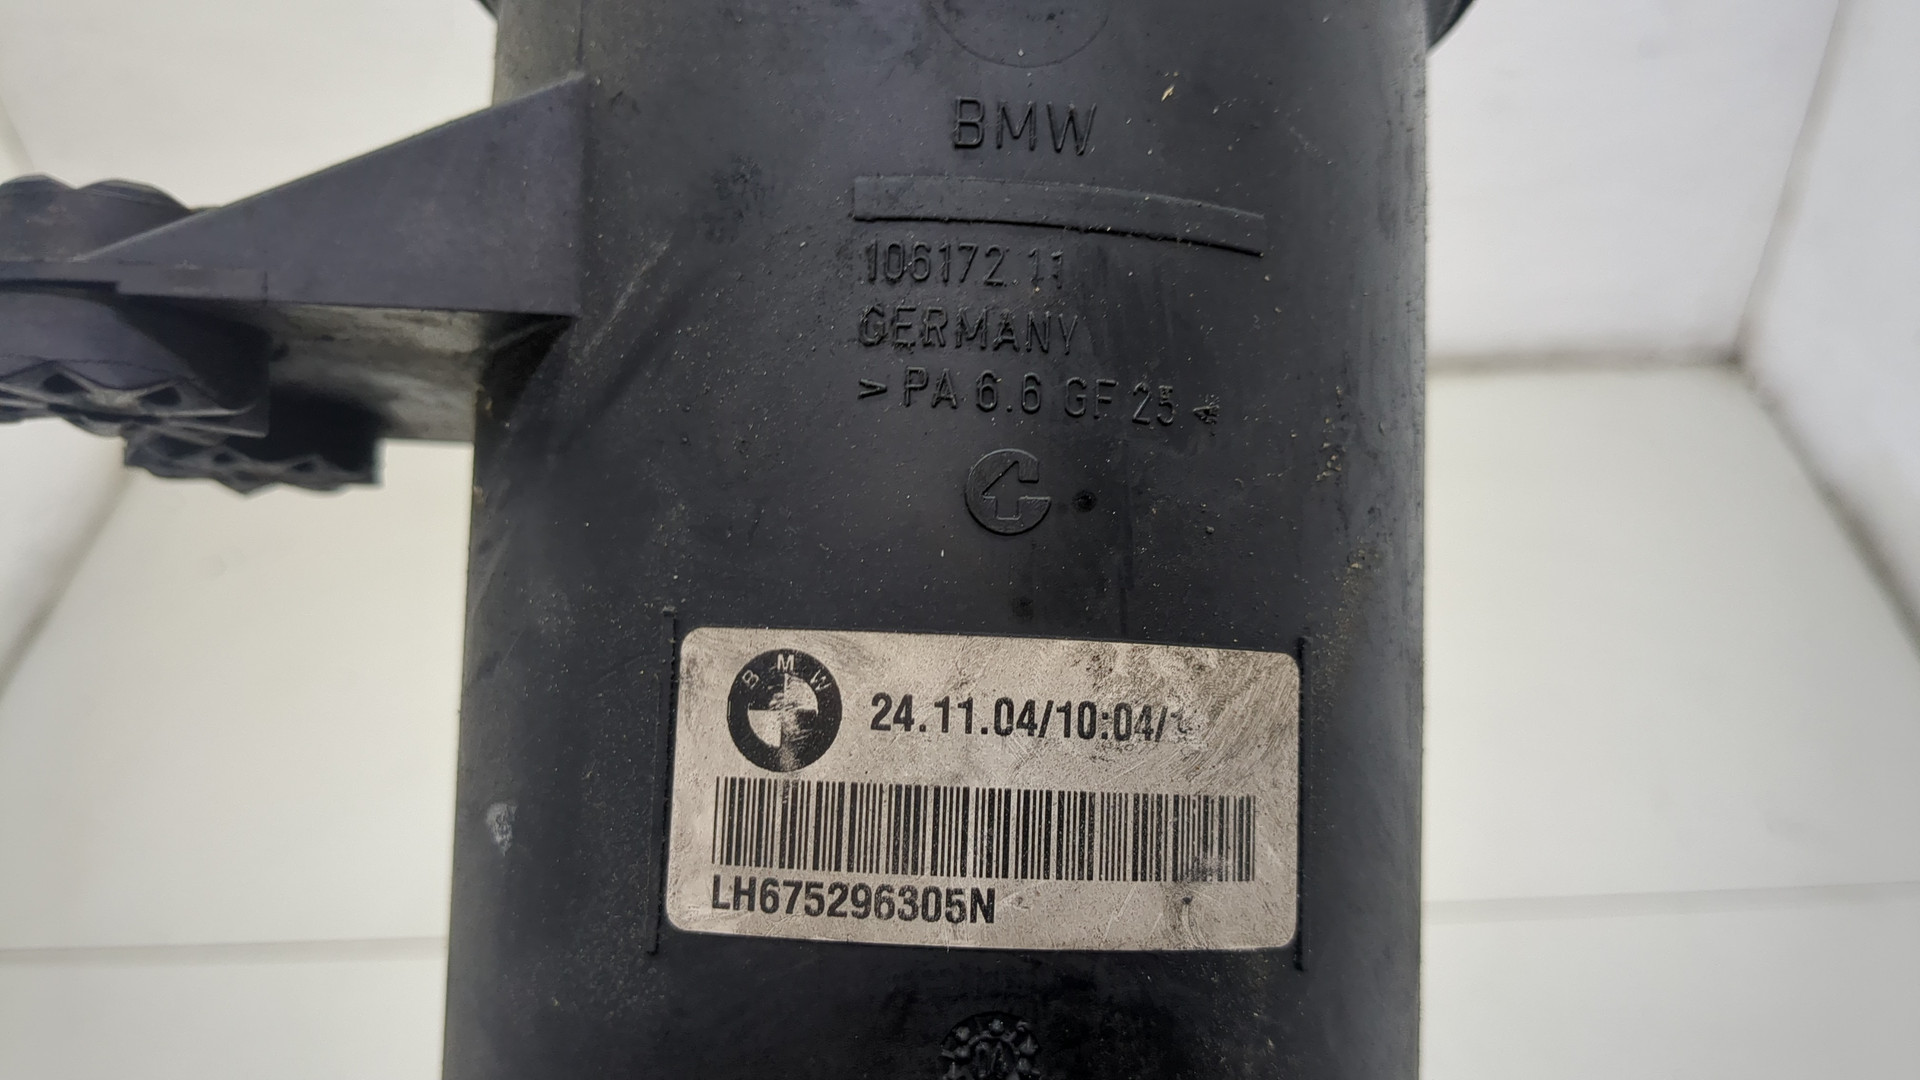 BMW
106172.11
GERMANY
> PA 6.6 GF 25 <
BMW
24.11.04/10:04/
LH675296305N